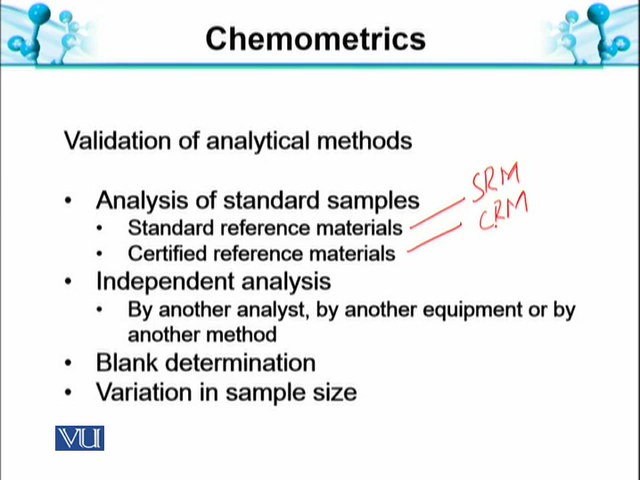 Chemometrics
Validation of analytical methods
• Analysis of standard samples
SRM
• Standard reference materials
CRM
• Certified reference materials
• Independent analysis
• By another analyst, by another equipment or by
another method
• Blank determination
• Variation in sample size
VU